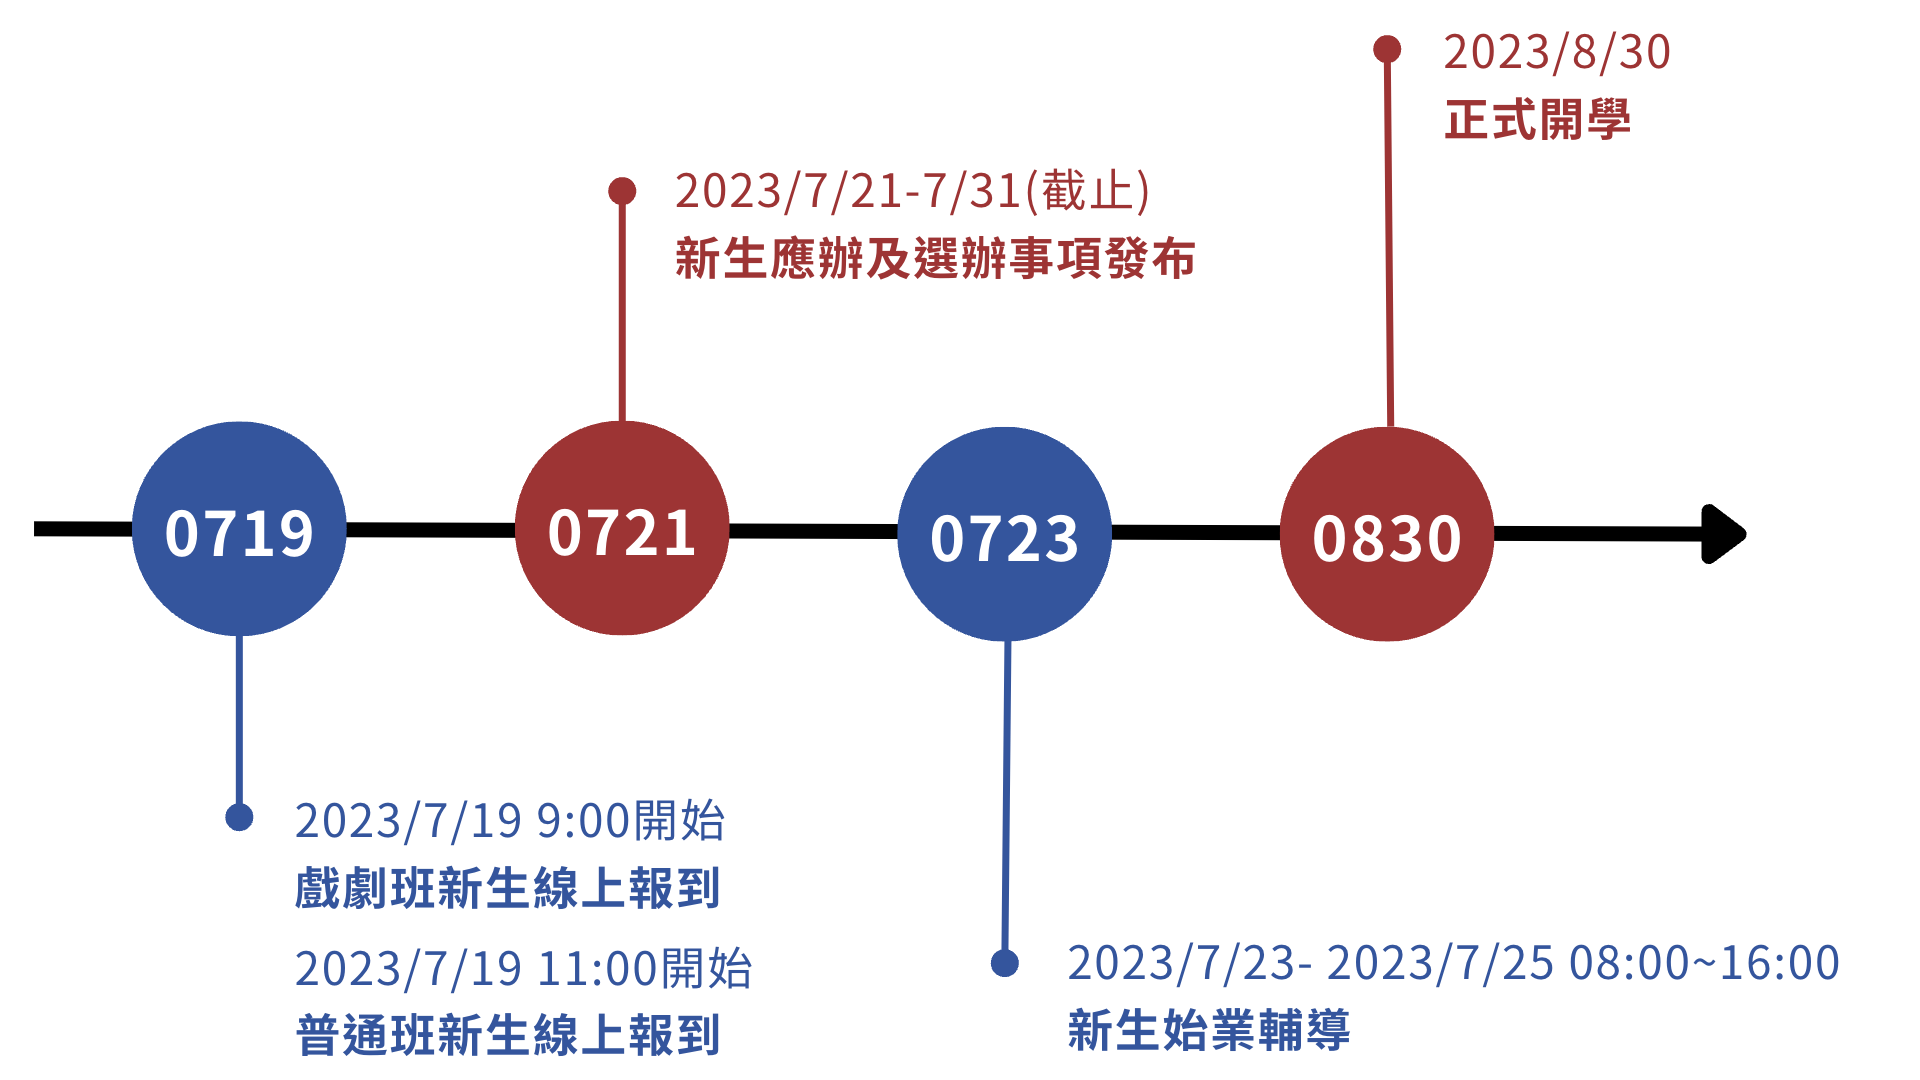 2023/8/30
正式開學
2023/7/21-7/31(截止)
新生應辦及選辦事項發布
0719
0721
0723
0830
2023/7/19 9:00開始
戲劇班新生線上報到
2023/7/19 11:00開始
普通班新生線上報到
2023/7/23- 2023/7/25 08:00~16:00
新生始業輔導